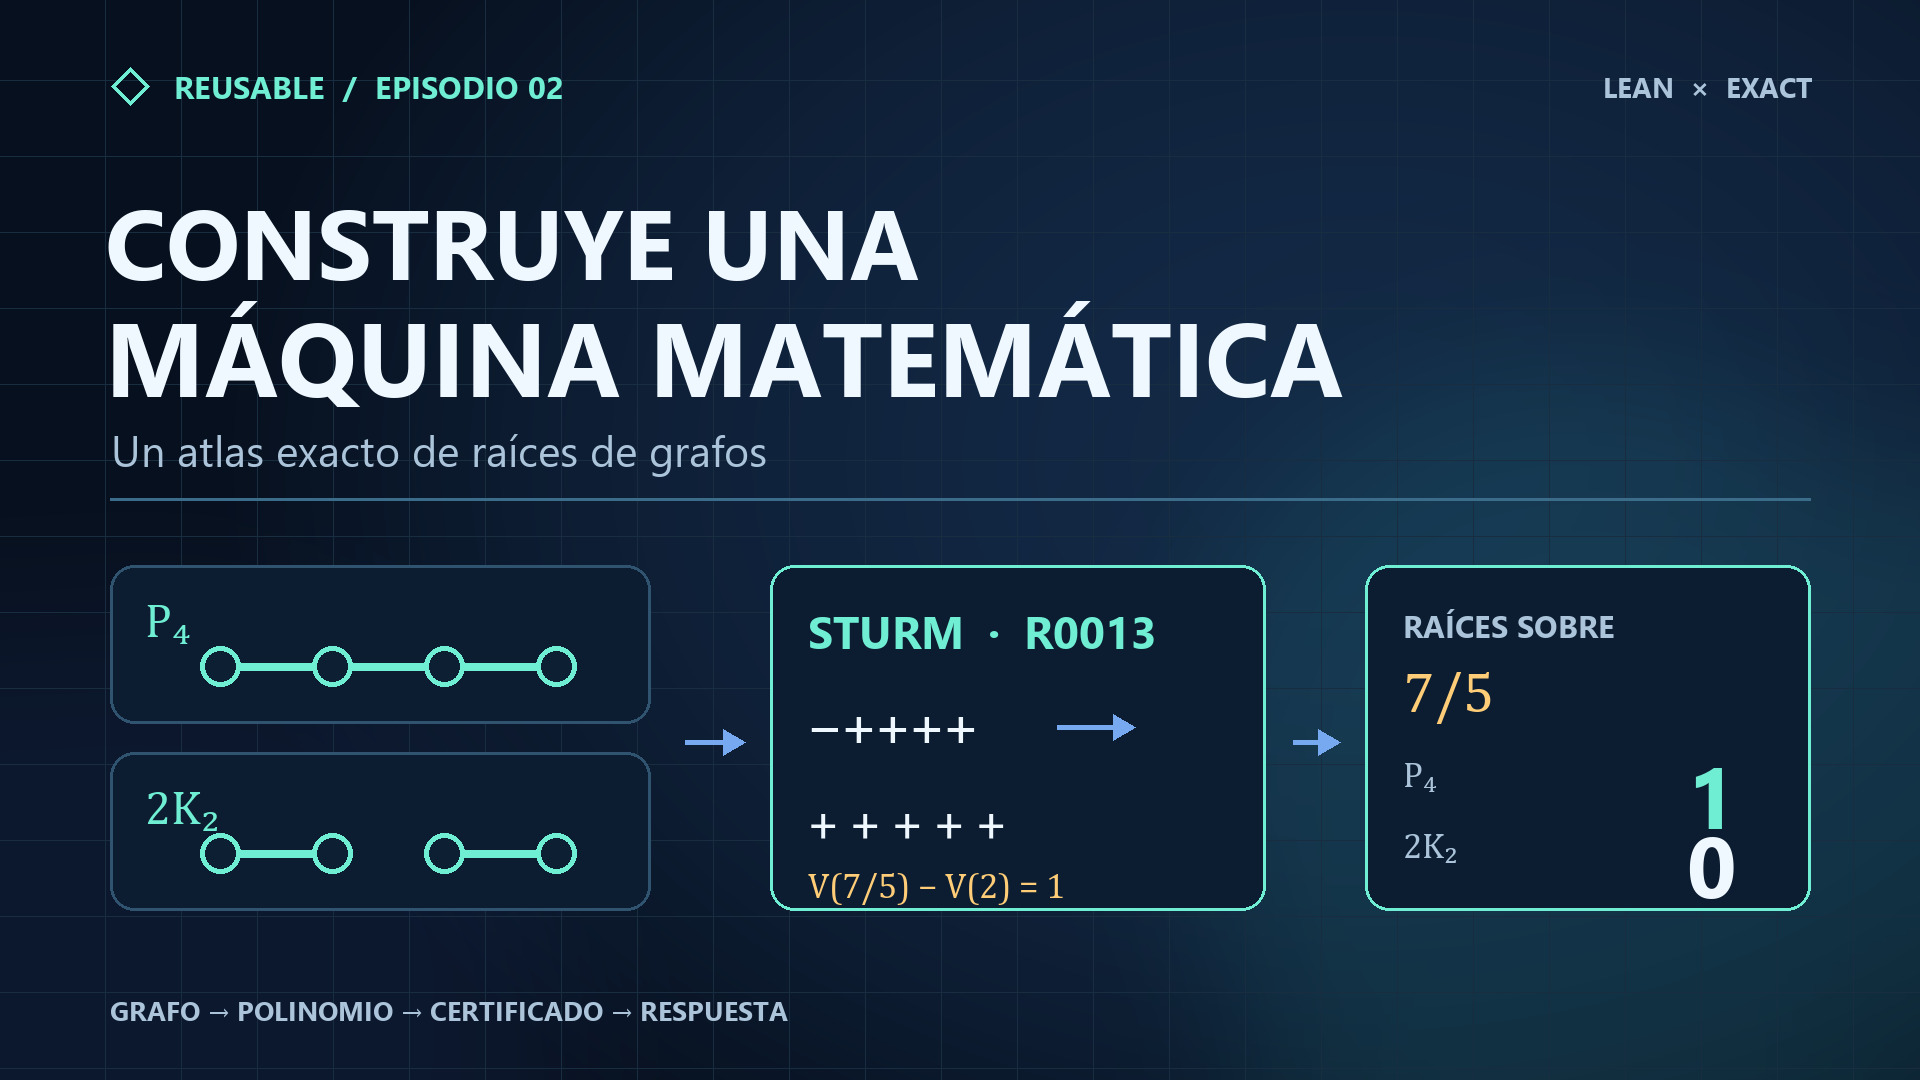 REUSABLE / EPISODIO 02
LEAN × EXACT
CONSTRUYE UNA
MÁQUINA MATEMÁTICA
Un atlas exacto de raíces de grafos
P₄
2K₂
STURM · R0013
−++++
+ + + + +
V(7/5) − V(2) = 1
RAÍCES SOBRE
7/5
P₄ 1
2K₂ 0
GRAFO → POLINOMIO → CERTIFICADO → RESPUESTA